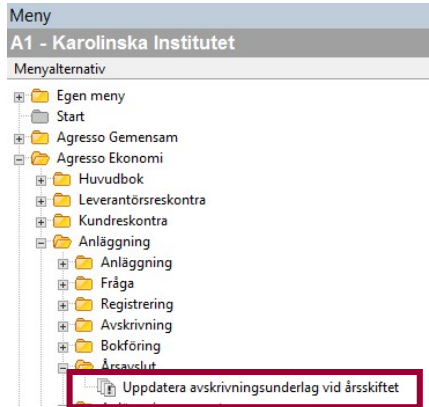 Meny
A1 - Karolinska Institutet
Menyalternativ
Egen meny
Start
Agresso Gemensam
Agresso Ekonomi
Huvudbok
Leverantörsreskontra
Kundreskontra
Anläggning
Anläggning
Fråga
Registrering
Avskrivning
Bokföring
Årsavslut
Uppdatera avskrivningsunderlag vid årsskiftet